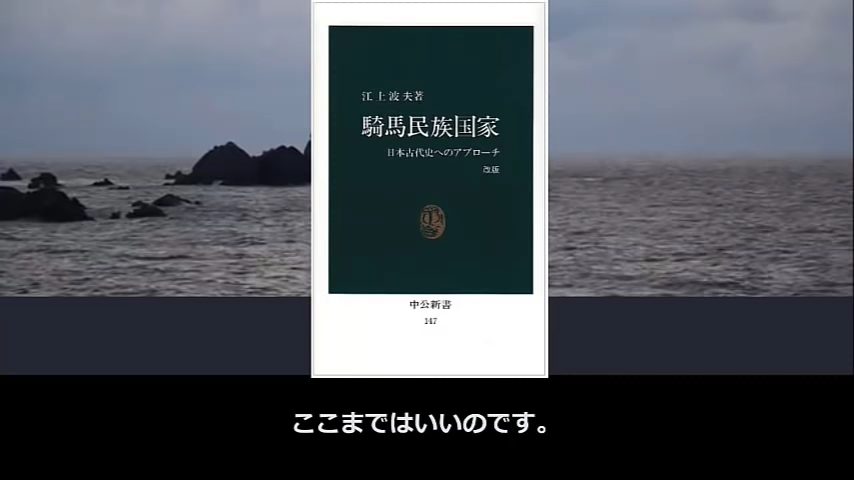 江上波夫著
騎馬民族国家
日本古代史へのアプローチ
改版
中公新書
147
ここまではいいのです。